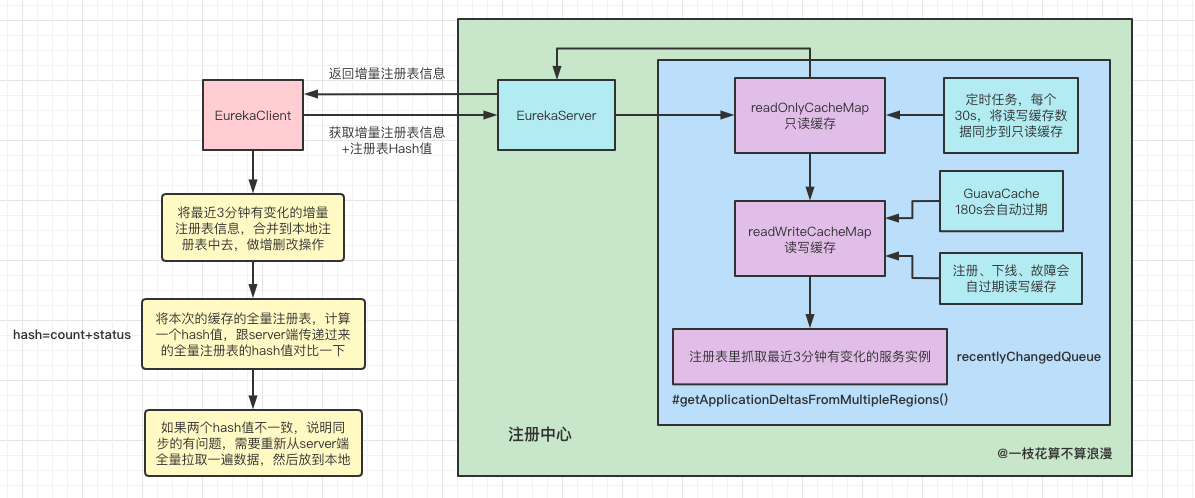 返回增量注册表信息
EurekaClient
获取增量注册表信息
+注册表Hash值
将最近3分钟有变化的增量
注册表信息，合并到本地注
册表中去，做增删改操作
hash=count+status
将本次的缓存的全量注册表，计算
一个hash值，跟server端传递过来
的全量注册表的hash值对比一下
如果两个hash值不一致，说明同
步的有问题，需要重新从server端
全量拉取一遍数据，然后放到本地
EurekaServer
readOnlyCacheMap
只读缓存
定时任务，每个
30s，将读写缓存数
据同步到只读缓存
readWriteCacheMap
读写缓存
GuavaCache
180s会自动过期
注册、下线、故障会
自过期读写缓存
注册表里抓取最近3分钟有变化的服务实例
recentlyChangedQueue
#getApplicationDeltasFromMultipleRegions()
注册中心
@一枝花算不算浪漫